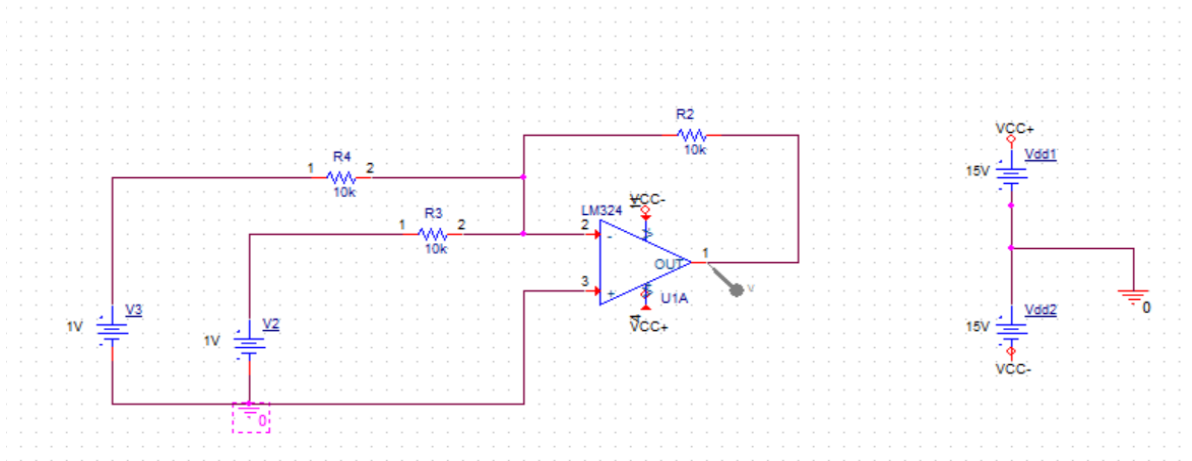 R2
10k
VCC+
Vdd1
15V
R4
1
2
10k
VCC-
LM324
R3
1
2
10k
2
-
OUT
1
V
3
+
U1A
VCC+
V3
1V
V2
1V
0
Vdd2
15V
0
VCC-